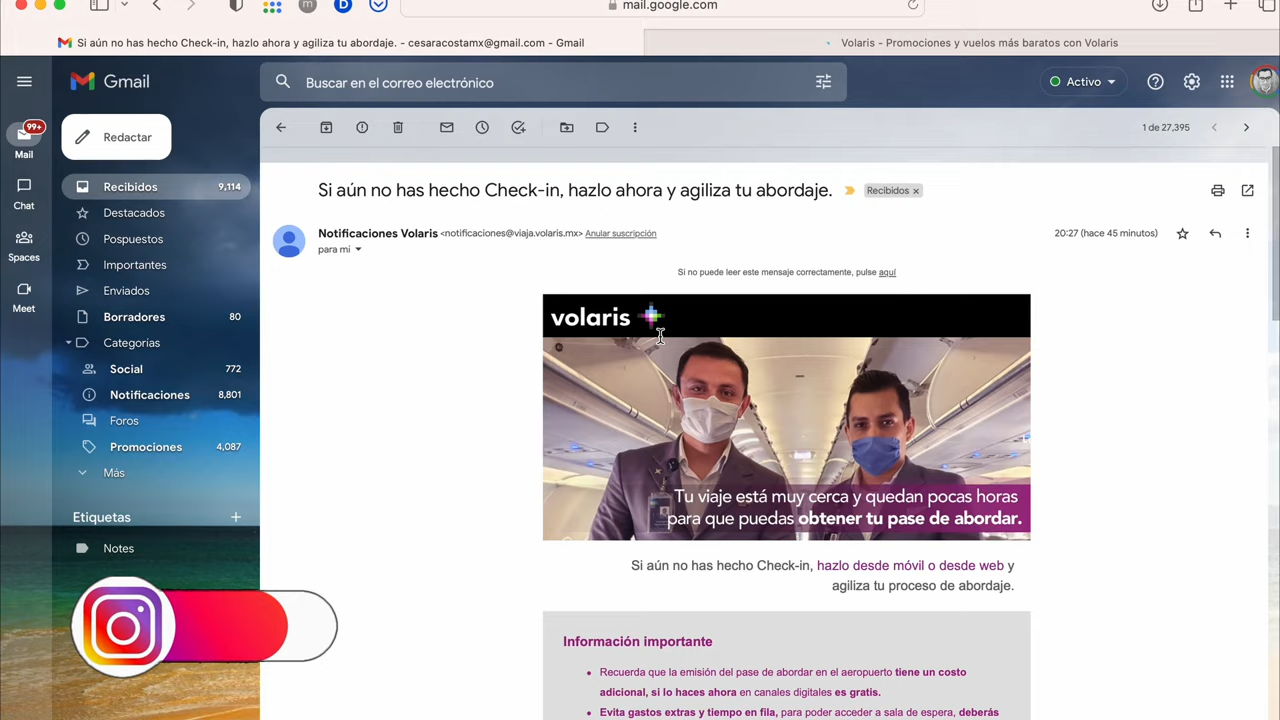 mail.google.com
Si aún no has hecho Check-in, hazlo ahora y agiliza tu abordaje. - cesaracostamx@gmail.com - Gmail
Volaris - Promociones y vuelos más baratos con Volaris
Gmail
Buscar en el correo electrónico
Activo
99+
Mail
Chat
Spaces
Meet
Redactar
Recibidos 9,114
Destacados
Pospuestos
Importantes
Enviados
Borradores 80
Categorías
Social 772
Notificaciones 8,801
Foros
Promociones 4,087
Más
Etiquetas
Notes
1 de 27,395
Si aún no has hecho Check-in, hazlo ahora y agiliza tu abordaje. Recibidos
Notificaciones Volaris <notificaciones@viaja.volaris.mx> Anular suscripción
20:27 (hace 45 minutos)
para mí
Si no puede leer este mensaje correctamente, pulse aquí
volaris
Tu viaje está muy cerca y quedan pocas horas
para que puedas obtener tu pase de abordar.
Si aún no has hecho Check-in, hazlo desde móvil o desde web y
agiliza tu proceso de abordaje.
Información importante
Recuerda que la emisión del pase de abordar en el aeropuerto tiene un costo
adicional, si lo haces ahora en canales digitales es gratis.
Evita gastos extras y tiempo en fila, para poder acceder a sala de espera, deberás